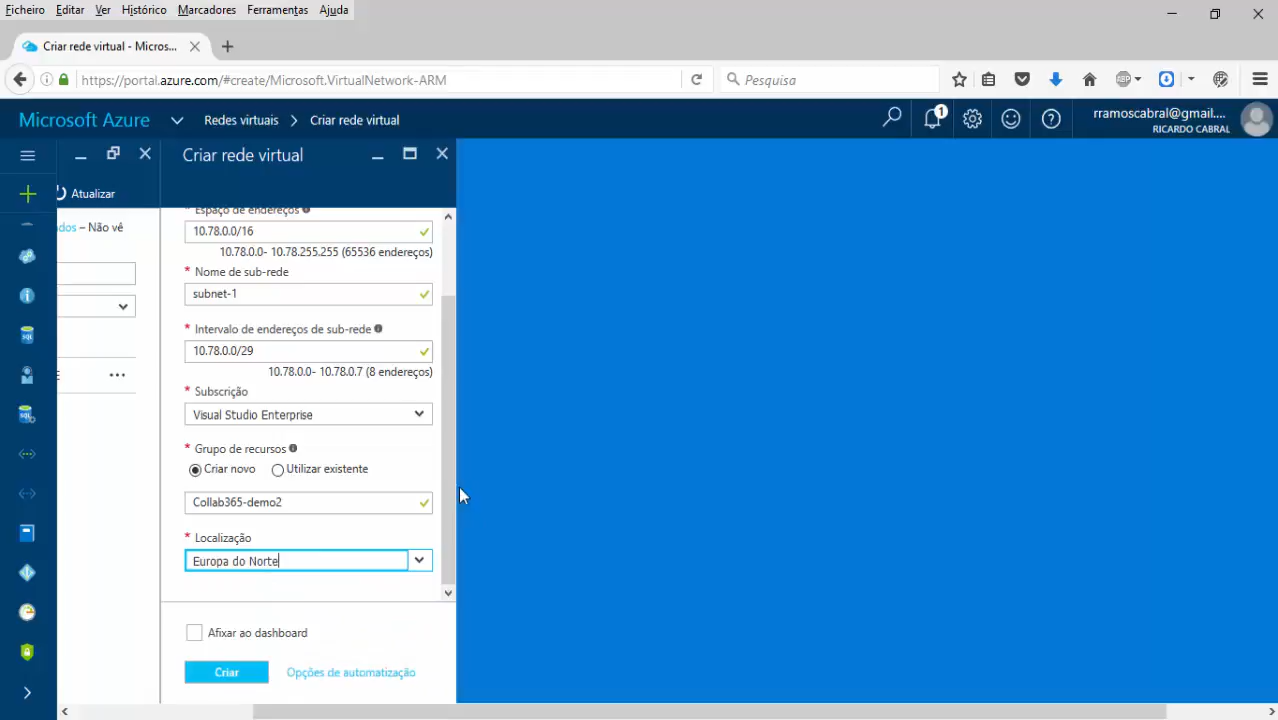 Ficheiro Editar Ver Histórico Marcadores Ferramentas Ajuda
Criar rede virtual - Micros...
https://portal.azure.com/#create/Microsoft.VirtualNetwork-ARM
Pesquisa
Microsoft Azure Redes virtuais Criar rede virtual
1
rramoscabral@gmail....
RICARDO CABRAL
Criar rede virtual
Atualizar
dos – Não vê
Espaço de endereços
10.78.0.0/16
10.78.0.0- 10.78.255.255 (65536 endereços)
* Nome de sub-rede
subnet-1
* Intervalo de endereços de sub-rede
10.78.0.0/29
10.78.0.0- 10.78.0.7 (8 endereços)
* Subscrição
Visual Studio Enterprise
* Grupo de recursos
Criar novo Utilizar existente
Collab365-demo2
* Localização
Europa do Norte
Afixar ao dashboard
Criar Opções de automatização